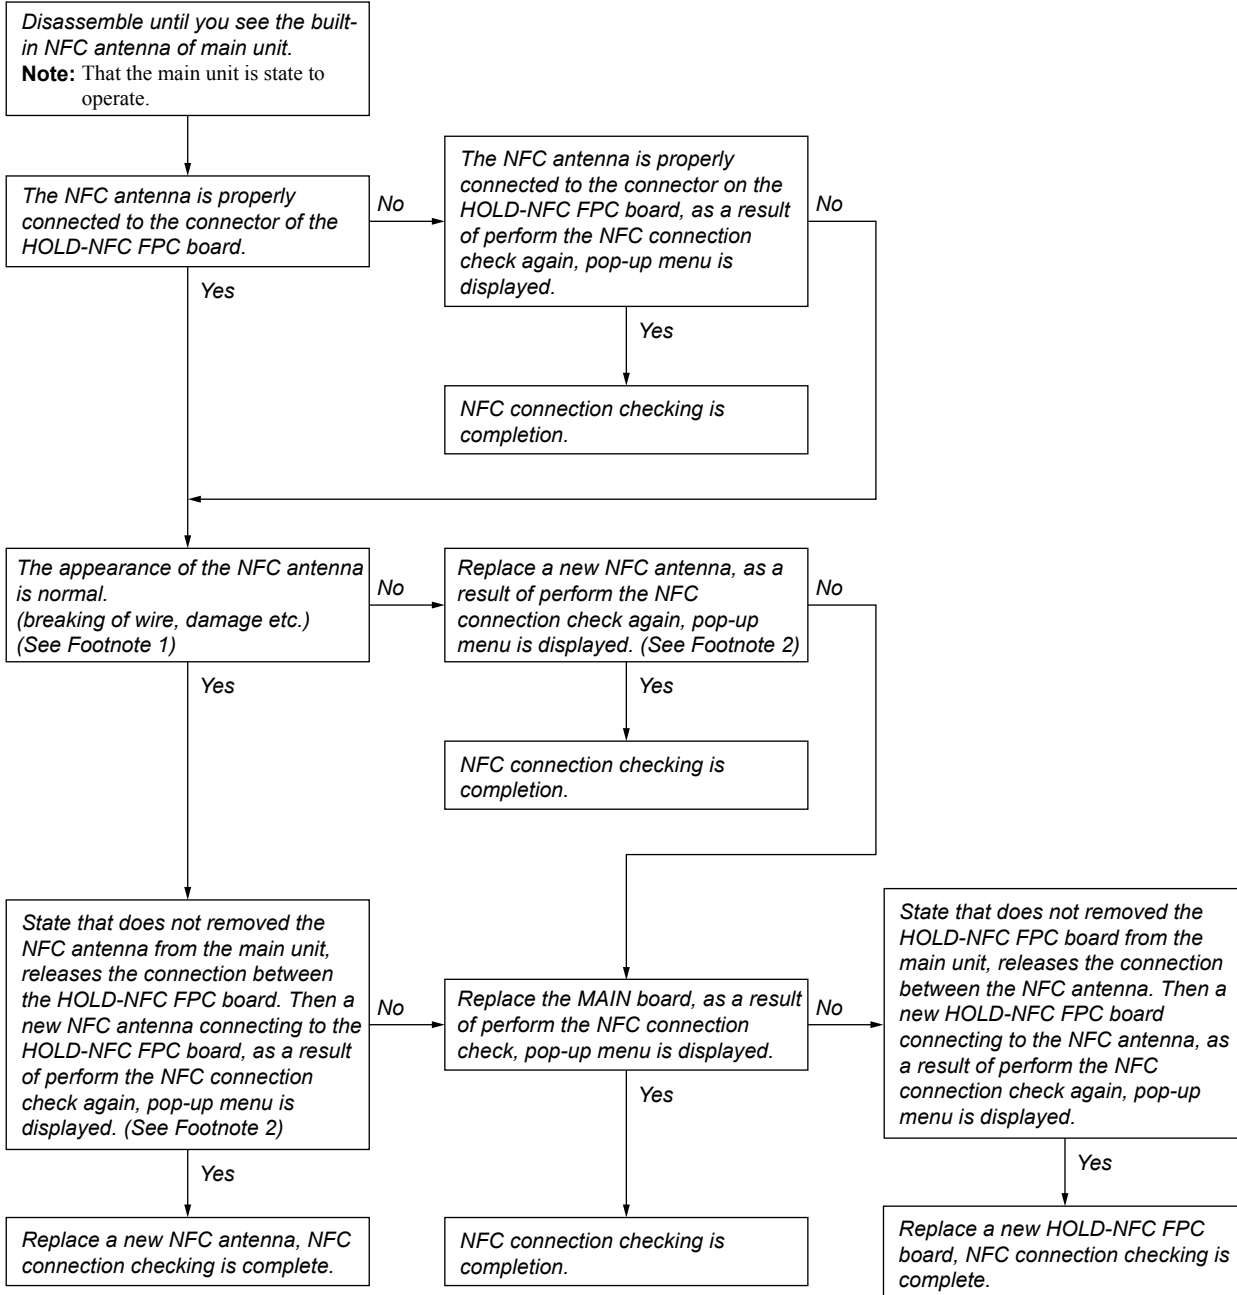 Disassemble until you see the built-
in NFC antenna of main unit.
Note: That the main unit is state to
operate.
The NFC antenna is properly
connected to the connector of the
HOLD-NFC FPC board.
No
Yes
The NFC antenna is properly
connected to the connector on the
HOLD-NFC FPC board, as a result
of perform the NFC connection
check again, pop-up menu is
displayed.
No
Yes
NFC connection checking is
completion.
The appearance of the NFC antenna
is normal.
(breaking of wire, damage etc.)
(See Footnote 1)
No
Yes
Replace a new NFC antenna, as a
result of perform the NFC
connection check again, pop-up
menu is displayed. (See Footnote 2)
No
Yes
NFC connection checking is
completion.
State that does not removed the
NFC antenna from the main unit,
releases the connection between
the HOLD-NFC FPC board. Then a
new NFC antenna connecting to the
HOLD-NFC FPC board, as a result
of perform the NFC connection
check again, pop-up menu is
displayed. (See Footnote 2)
No
Yes
Replace the MAIN board, as a result
of perform the NFC connection
check, pop-up menu is displayed.
No
Yes
State that does not removed the
HOLD-NFC FPC board from the
main unit, releases the connection
between the NFC antenna. Then a
new HOLD-NFC FPC board
connecting to the NFC antenna, as
a result of perform the NFC
connection check again, pop-up
menu is displayed.
Yes
Replace a new NFC antenna, NFC
connection checking is complete.
NFC connection checking is
completion.
Replace a new HOLD-NFC FPC
board, NFC connection checking is
complete.